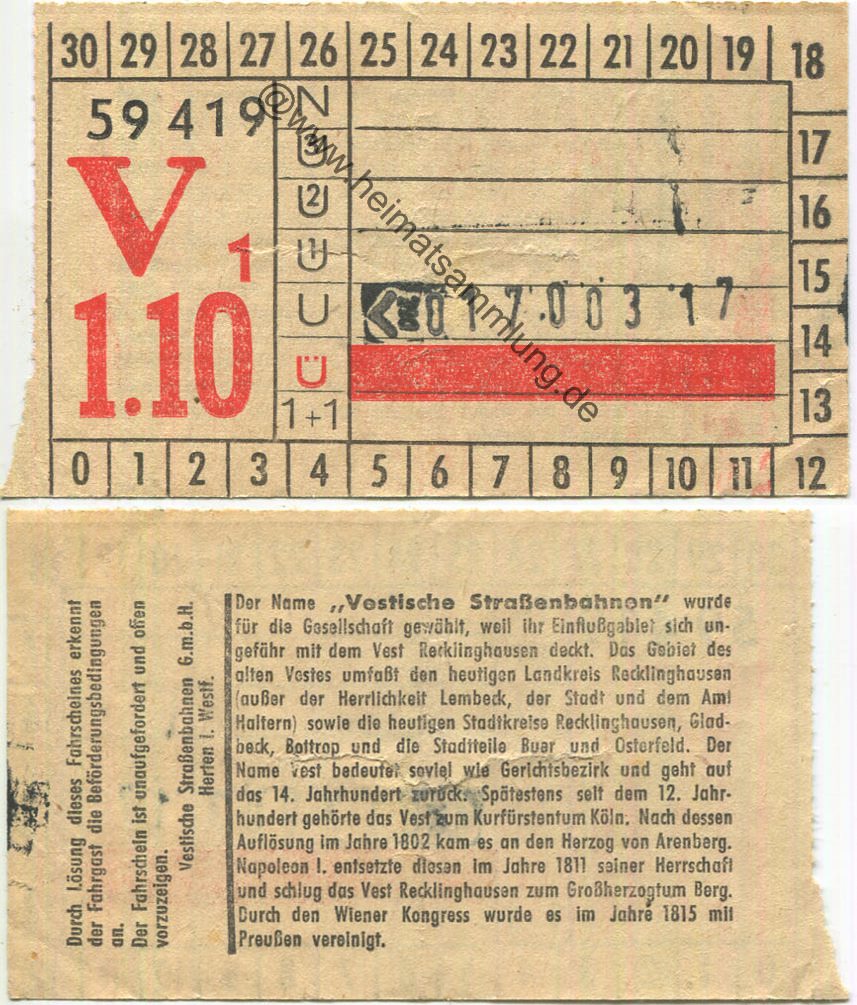 30 29 28 27 26 25 24 23 22 21 20 19 18
59 419
V
1
1.10
N
Ü3
U2
U1
U
Ü
1+1
017.003 17
17
16
15
14
13
0 1 2 3 4 5 6 7 8 9 10 11 12
@www.heimatsammlung.de
Durch Lösung dieses Fahrscheines erkennt
der Fahrgast die Beförderungsbedingungen
an.
Der Fahrschein ist unaufgefordert und offen
vorzuzeigen.
Vestische Straßenbahnen G.m.b.H.
Herten i. Westf.
Der Name „Vestische Straßenbahnen" wurde
für die Gesellschaft gewählt, weil ihr Einflußgebiet sich un-
gefähr mit dem Vest Recklinghausen deckt. Das Gebiet des
alten Vestes umfaßt den heutigen Landkreis Recklinghausen
(außer der Herrlichkeit Lembeck, der Stadt und dem Amt
Haltern) sowie die heutigen Stadtkreise Recklinghausen, Glad-
beck, Bottrop und die Stadtteile Buer und Osterfeld. Der
Name Vest bedeutet soviel wie Gerichtsbezirk und geht auf
das 14. Jahrhundert zurück. Spätestens seit dem 12. Jahr-
hundert gehörte das Vest zum Kurfürstentum Köln. Nach dessen
Auflösung im Jahre 1802 kam es an den Herzog von Arenberg.
Napoleon I. entsetzte diesen im Jahre 1811 seiner Herrschaft
und schlug das Vest Recklinghausen zum Großherzogtum Berg.
Durch den Wiener Kongress wurde es im Jahre 1815 mit
Preußen vereinigt.